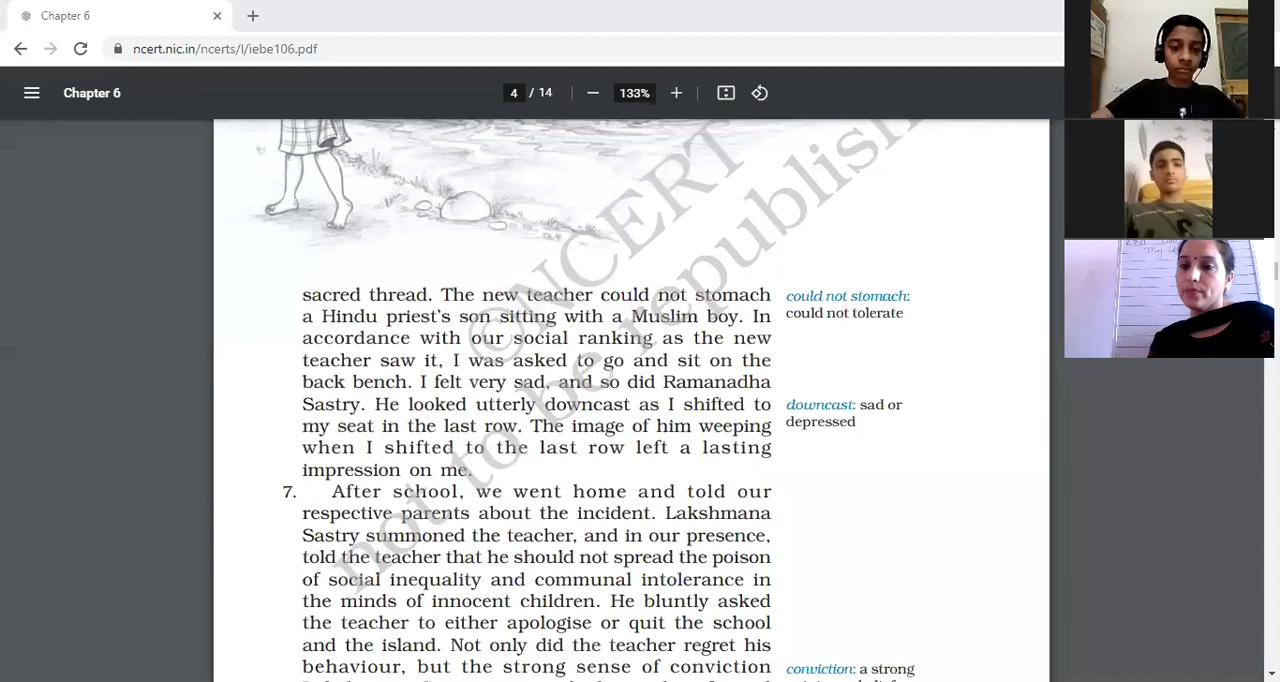 Chapter 6
ncert.nic.in/ncerts/l/iebe106.pdf
Chapter 6
4 / 14
133%
sacred thread. The new teacher could not stomach
a Hindu priest's son sitting with a Muslim boy. In
accordance with our social ranking as the new
teacher saw it, I was asked to go and sit on the
back bench. I felt very sad, and so did Ramanadha
Sastry. He looked utterly downcast as I shifted to
my seat in the last row. The image of him weeping
when I shifted to the last row left a lasting
impression on me.
could not stomach:
could not tolerate
downcast: sad or
depressed
7. After school, we went home and told our
respective parents about the incident. Lakshmana
Sastry summoned the teacher, and in our presence,
told the teacher that he should not spread the poison
of social inequality and communal intolerance in
the minds of innocent children. He bluntly asked
the teacher to either apologise or quit the school
and the island. Not only did the teacher regret his
behaviour, but the strong sense of conviction
conviction: a strong
©NCERT
not to be republish